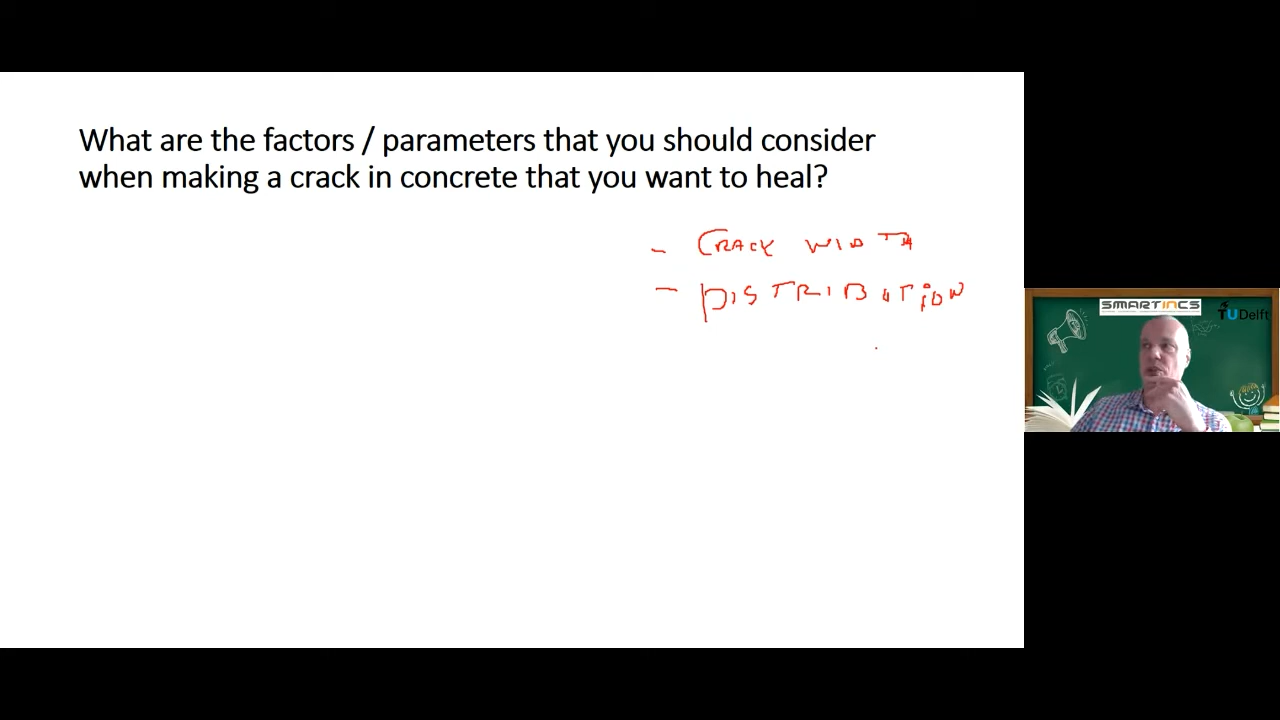 What are the factors / parameters that you should consider
when making a crack in concrete that you want to heal?
- CRACK WIDTH
- DISTRIBUTION
SMARTINCS
TU Delft